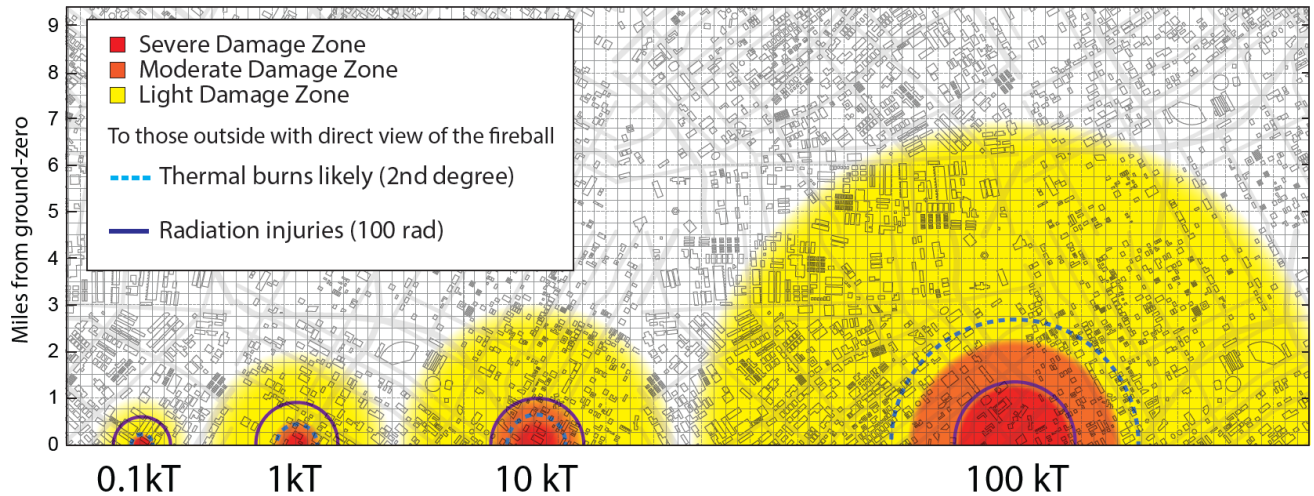 9
8
7
6
5
4
3
2
1
0
Miles from ground-zero
Severe Damage Zone
Moderate Damage Zone
Light Damage Zone
To those outside with direct view of the fireball
Thermal burns likely (2nd degree)
Radiation injuries (100 rad)
0.1kT
1kT
10 kT
100 kT